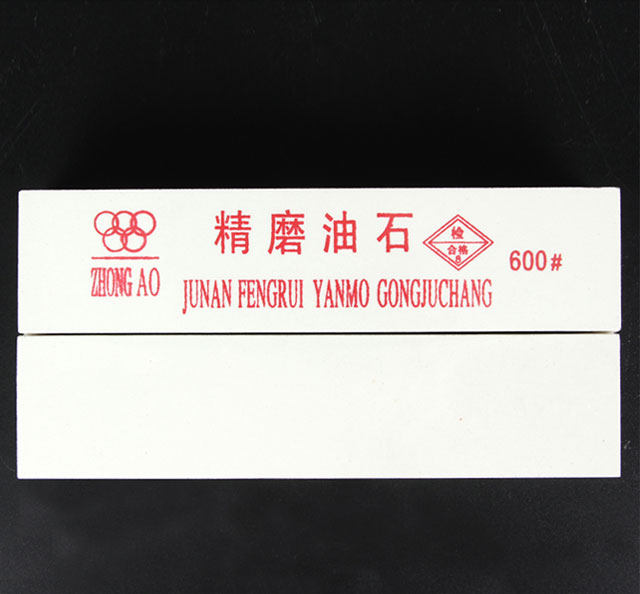 精磨油石
检
合格
8
600#
ZHONG AO
JUNAN FENGRUI YANMO GONGJUCHANG